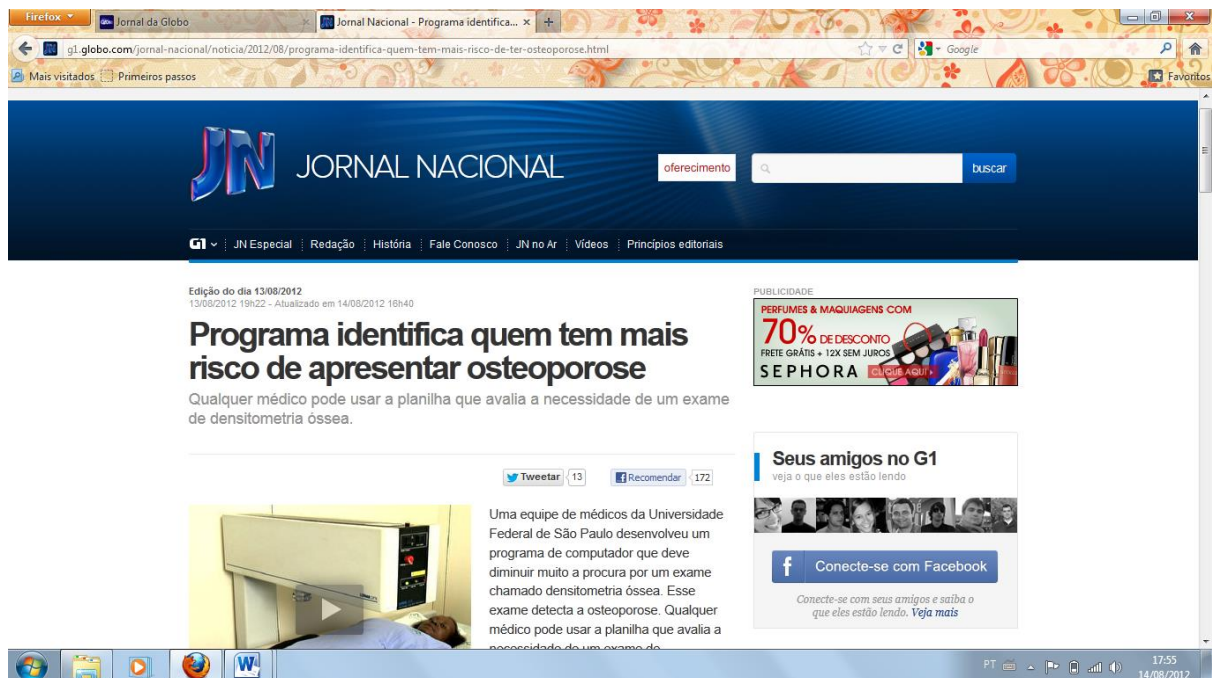 Firefox
Jornal da Globo
Jornal Nacional - Programa identifica...
g1.globo.com/jornal-nacional/noticia/2012/08/programa-identifica-quem-tem-mais-risco-de-ter-osteoporose.html
Google
Mais visitados Primeiros passos
Favoritos
JN JORNAL NACIONAL
oferecimento
buscar
G1 JN Especial Redação História Fale Conosco JN no Ar Vídeos Princípios editoriais
Edição do dia 13/08/2012
13/08/2012 19h22 - Atualizado em 14/08/2012 16h40
Programa identifica quem tem mais
risco de apresentar osteoporose
Qualquer médico pode usar a planilha que avalia a necessidade de um exame
de densitometria óssea.
Tweetar 13 Recomendar 172
Uma equipe de médicos da Universidade
Federal de São Paulo desenvolveu um
programa de computador que deve
diminuir muito a procura por um exame
chamado densitometria óssea. Esse
exame detecta a osteoporose. Qualquer
médico pode usar a planilha que avalia a
necessidade de um exame de
PUBLICIDADE
PERFUMES & MAQUIAGENS COM
70% DE DESCONTO
FRETE GRÁTIS + 12X SEM JUROS
SEPHORA CLIQUE AQUI
Seus amigos no G1
veja o que eles estão lendo
f Conecte-se com Facebook
Conecte-se com seus amigos e saiba o
que eles estão lendo. Veja mais
PT
17:55
14/08/2012